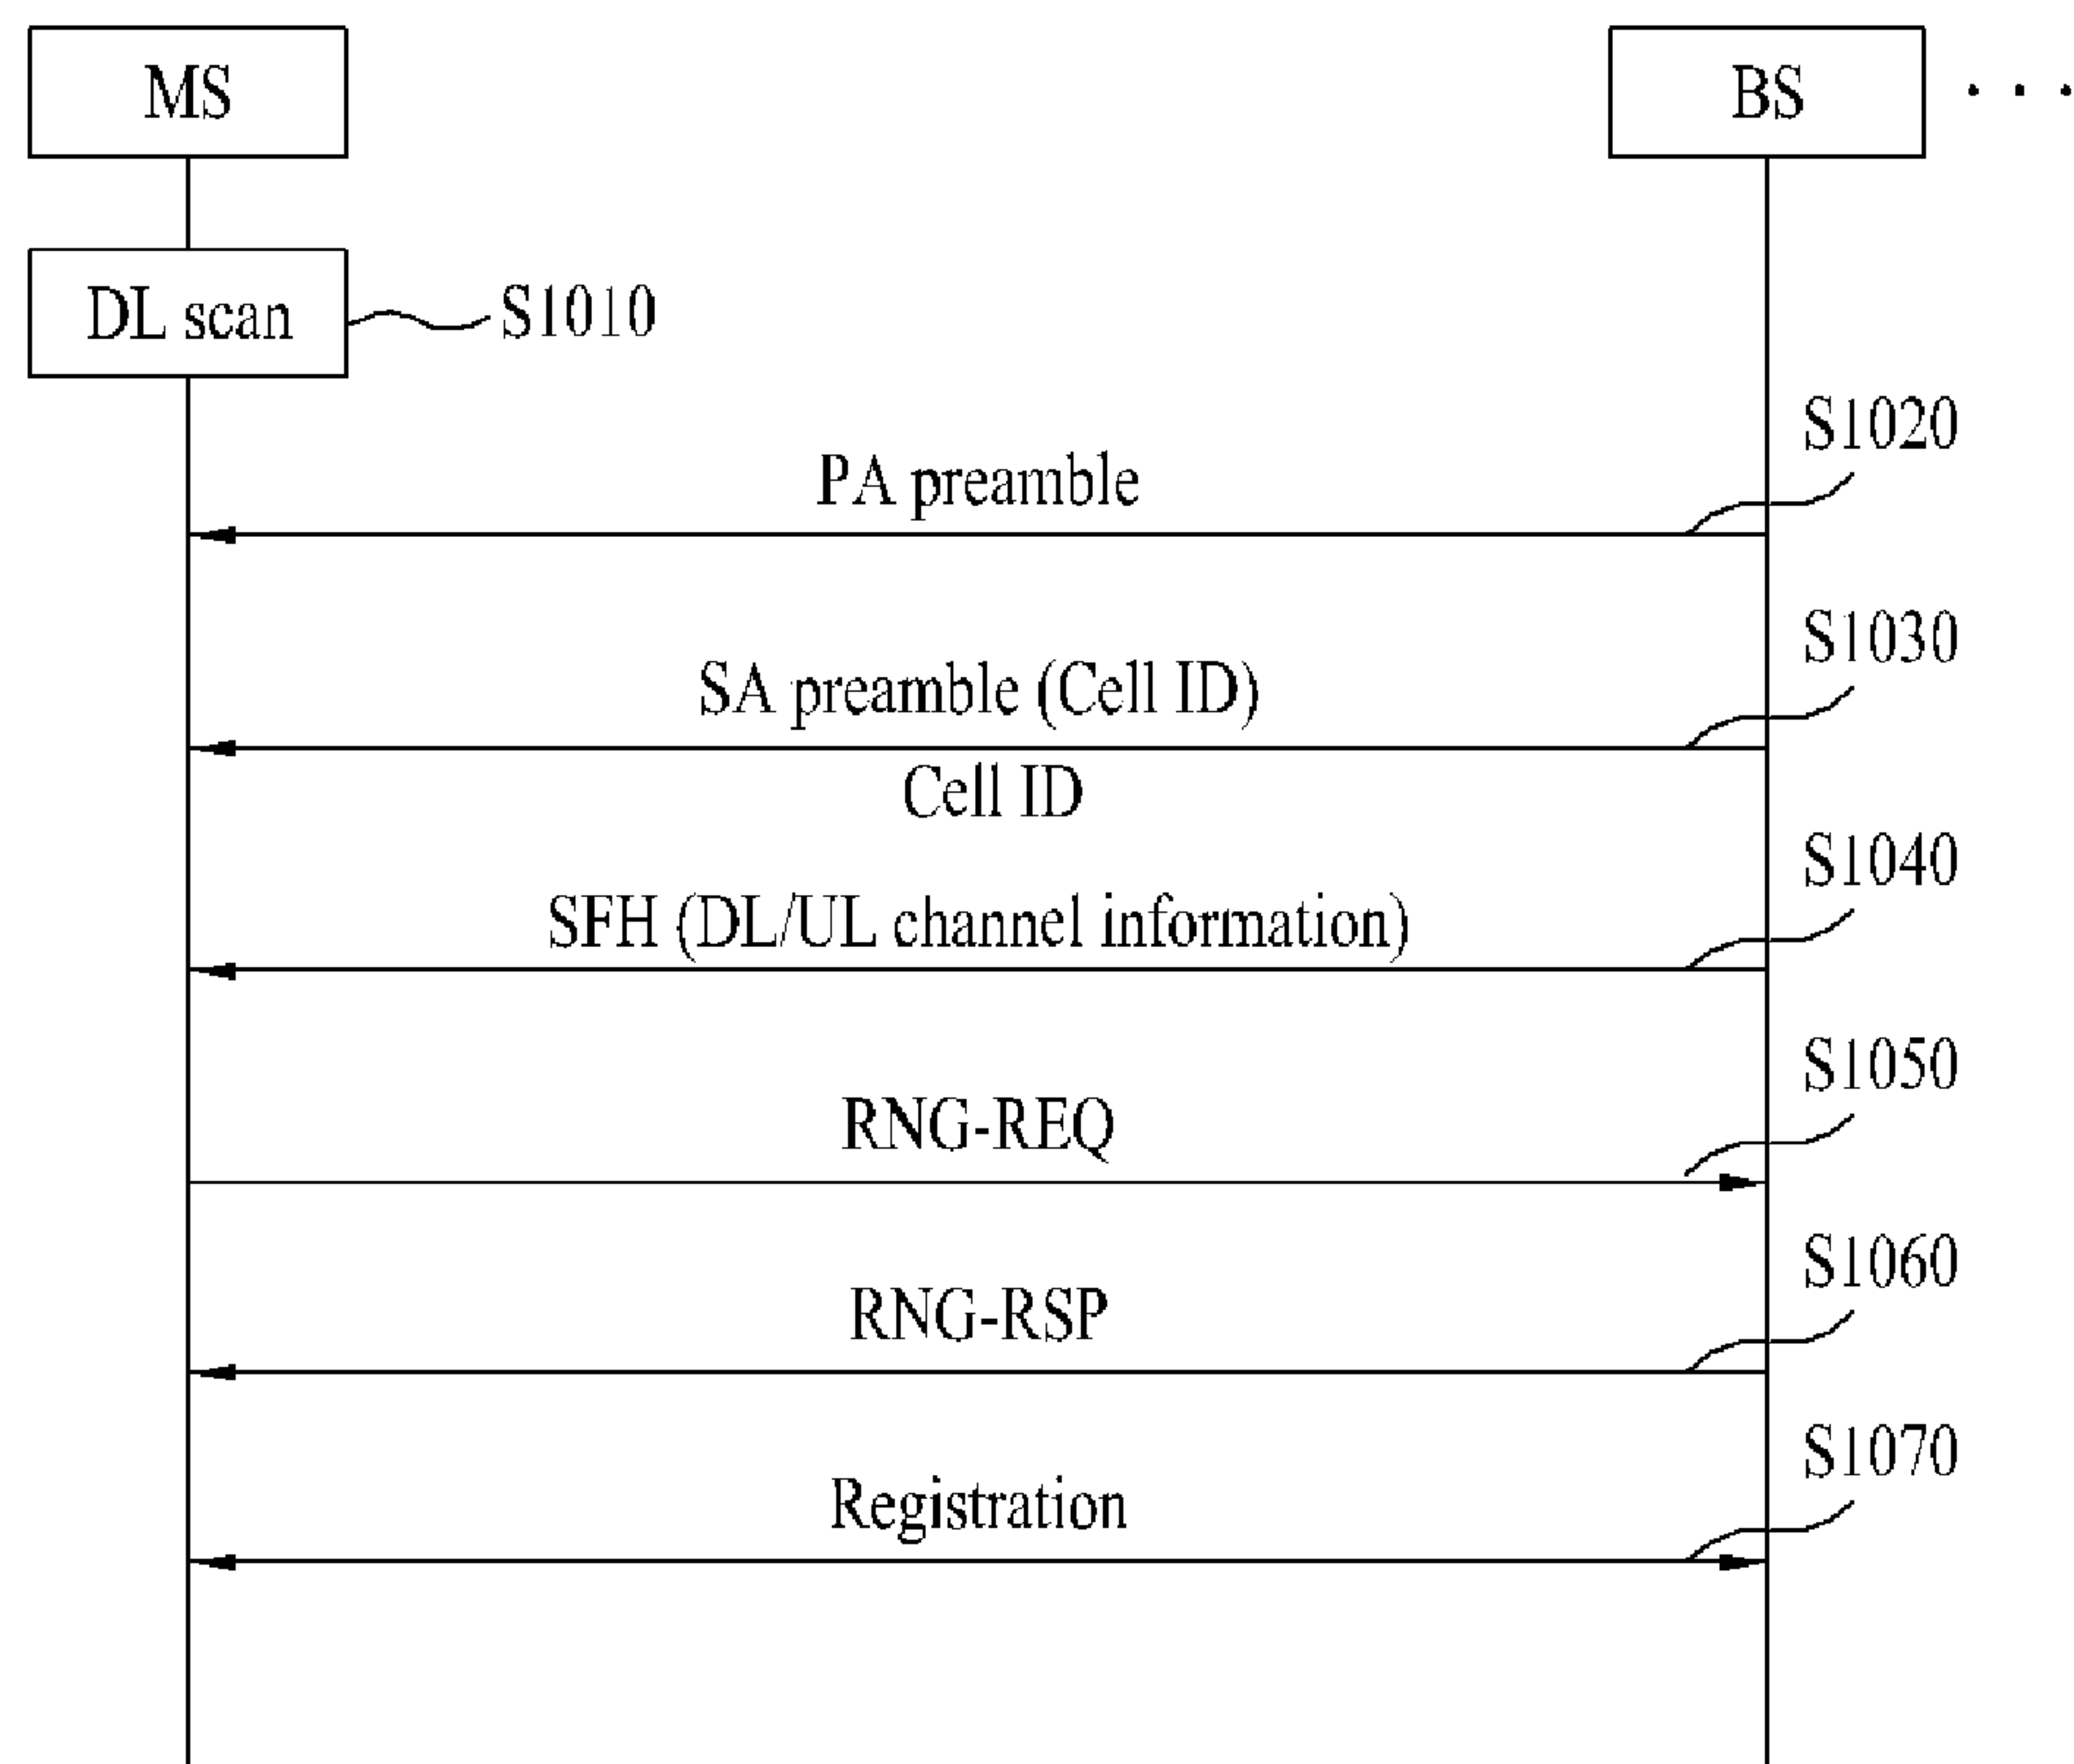 MS
BS . . .
DL scan
S1010
S1020
PA preamble
S1030
SA preamble (Cell ID)
Cell ID
S1040
SFH (DL/UL channel information)
S1050
RNG-REQ
S1060
RNG-RSP
S1070
Registration